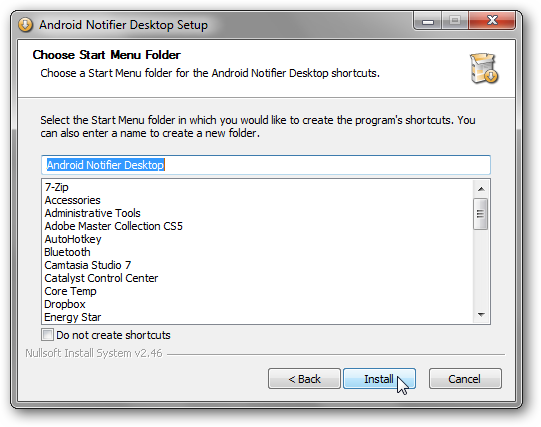 Android Notifier Desktop Setup
Choose Start Menu Folder
Choose a Start Menu folder for the Android Notifier Desktop shortcuts.
Select the Start Menu folder in which you would like to create the program's shortcuts. You
can also enter a name to create a new folder.
Android Notifier Desktop
7-Zip
Accessories
Administrative Tools
Adobe Master Collection CS5
AutoHotkey
Bluetooth
Camtasia Studio 7
Catalyst Control Center
Core Temp
Dropbox
Energy Star
Do not create shortcuts
Nullsoft Install System v2.46
< Back
Install
Cancel